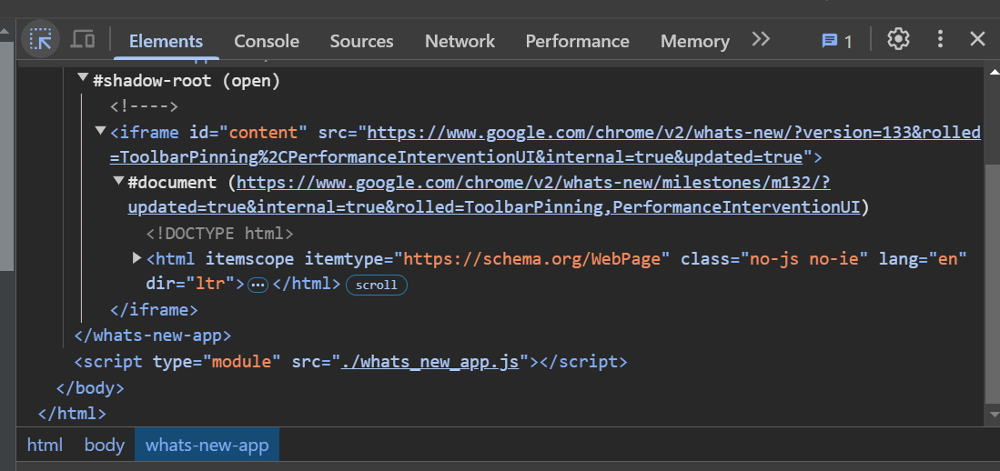 Elements Console Sources Network Performance Memory 1
#shadow-root (open)
<!---->
<iframe id="content" src="https://www.google.com/chrome/v2/whats-new/?version=133&rolled
=ToolbarPinning%2CPerformanceInterventionUI&internal=true&updated=true">
#document (https://www.google.com/chrome/v2/whats-new/milestones/m132/?
updated=true&internal=true&rolled=ToolbarPinning,PerformanceInterventionUI)
<!DOCTYPE html>
<html itemscope itemtype="https://schema.org/WebPage" class="no-js no-ie" lang="en"
dir="ltr">…</html> scroll
</iframe>
</whats-new-app>
<script type="module" src="./whats_new_app.js"></script>
</body>
</html>
html body whats-new-app